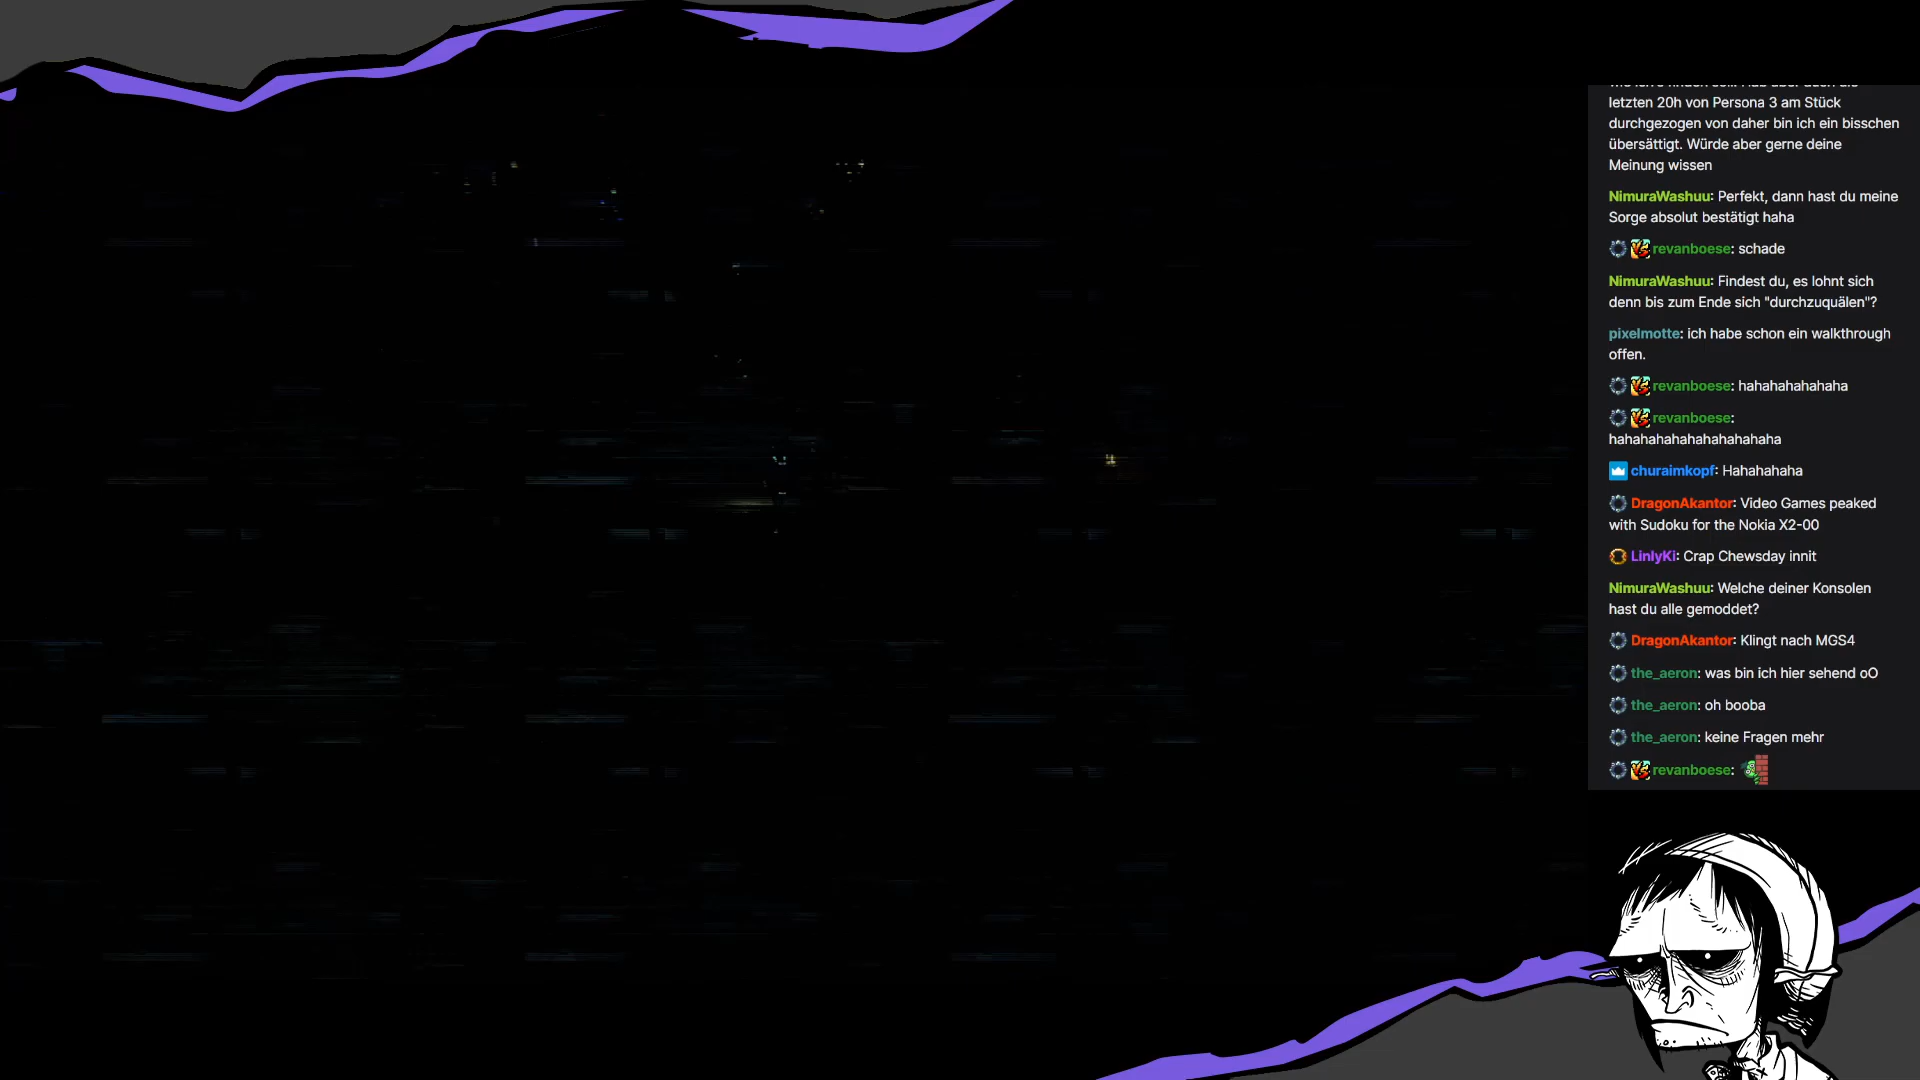 letzten 20h von Persona 3 am Stück
durchgezogen von daher bin ich ein bisschen
übersättigt. Würde aber gerne deine
Meinung wissen
NimuraWashuu: Perfekt, dann hast du meine
Sorge absolut bestätigt haha
revanboese: schade
NimuraWashuu: Findest du, es lohnt sich
denn bis zum Ende sich "durchzuquälen"?
pixelmotte: ich habe schon ein walkthrough
offen.
revanboese: hahahahahahaha
revanboese:
hahahahahahahahahaha
churaimkopf: Hahahahaha
DragonAkantor: Video Games peaked
with Sudoku for the Nokia X2-00
LinlyKi: Crap Chewsday innit
NimuraWashuu: Welche deiner Konsolen
hast du alle gemoddet?
DragonAkantor: Klingt nach MGS4
the_aeron: was bin ich hier sehend oO
the_aeron: oh booba
the_aeron: keine Fragen mehr
revanboese: